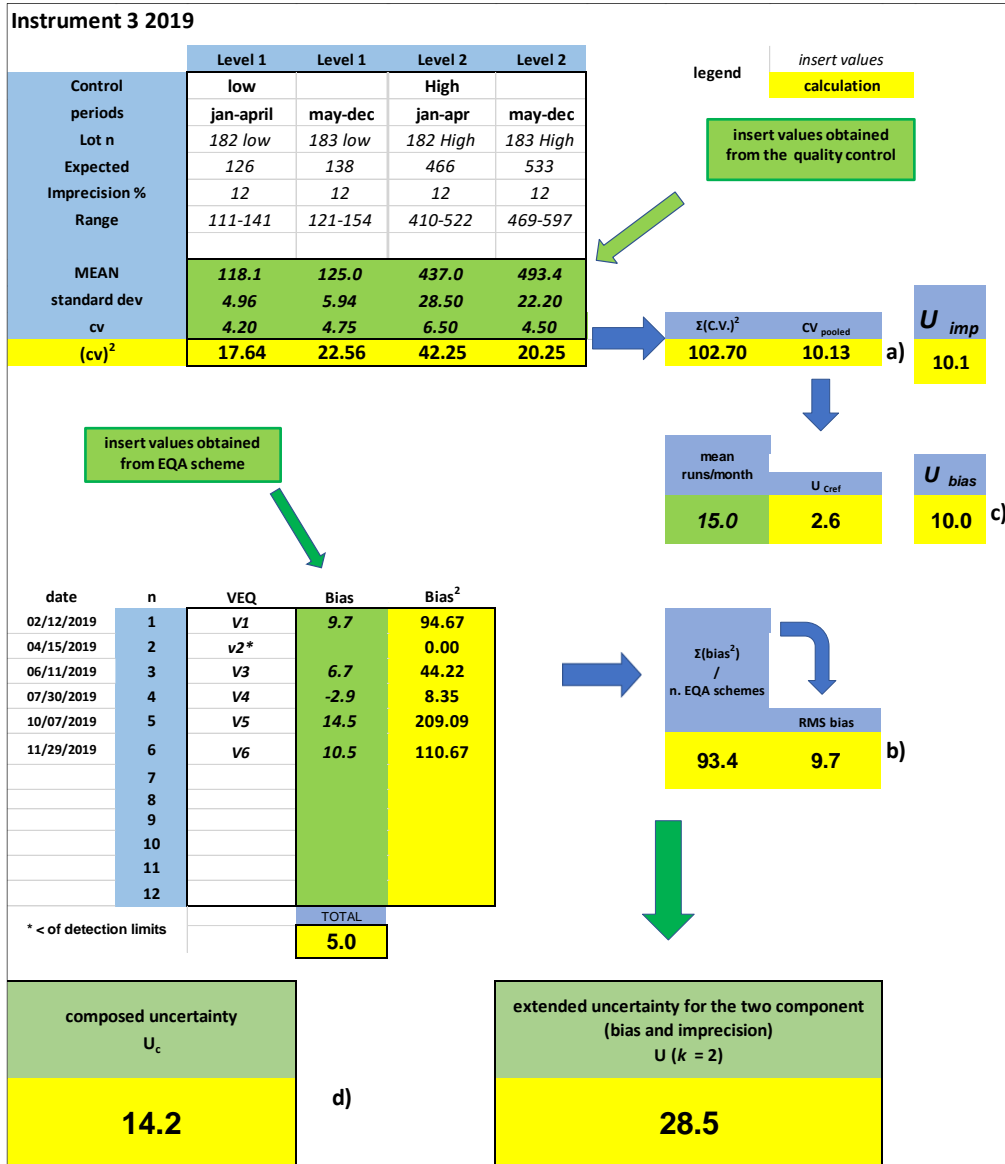 Instrument 3 2019
Level 1 Level 1 Level 2 Level 2
Control low High
periods jan-april may-dec jan-apr may-dec
Lot n 182 low 183 low 182 High 183 High
Expected 126 138 466 533
Imprecision % 12 12 12 12
Range 111-141 121-154 410-522 469-597
MEAN 118.1 125.0 437.0 493.4
standard dev 4.96 5.94 28.50 22.20
cv 4.20 4.75 6.50 4.50
(cv)² 17.64 22.56 42.25 20.25
legend
insert values
calculation
insert values obtained
from the quality control
Σ(C.V.)² CV pooled
102.70 10.13
a)
U imp
10.1
insert values obtained
from EQA scheme
mean
runs/month
U Cref
15.0 2.6
U bias
10.0
c)
date n VEQ Bias Bias²
02/12/2019 1 V1 9.7 94.67
04/15/2019 2 v2* 0.00
06/11/2019 3 V3 6.7 44.22
07/30/2019 4 V4 -2.9 8.35
10/07/2019 5 V5 14.5 209.09
11/29/2019 6 V6 10.5 110.67
7
8
9
10
11
12
* < of detection limits
TOTAL
5.0
Σ(bias²)
/
n. EQA schemes
RMS bias
93.4 9.7
b)
composed uncertainty
Uc
14.2
d)
extended uncertainty for the two component
(bias and imprecision)
U (k = 2)
28.5